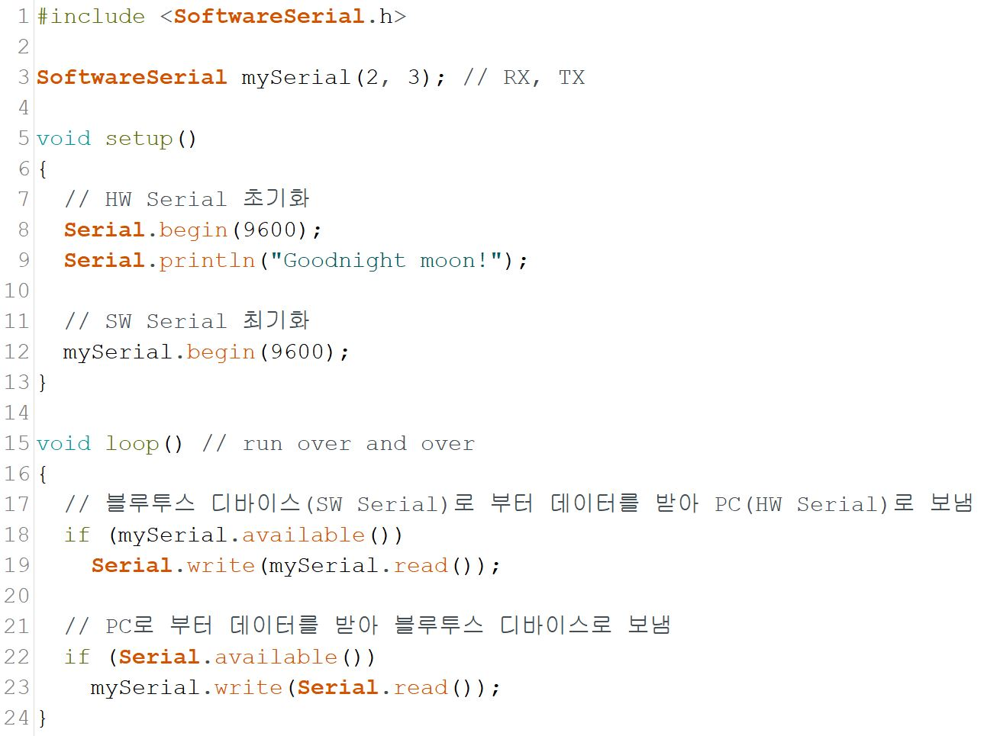 1 #include <SoftwareSerial.h>
2
3 SoftwareSerial mySerial(2, 3); // RX, TX
4
5 void setup()
6 {
7   // HW Serial 초기화
8   Serial.begin(9600);
9   Serial.println("Goodnight moon!");
10
11   // SW Serial 최기화
12   mySerial.begin(9600);
13 }
14
15 void loop() // run over and over
16 {
17   // 블루투스 디바이스(SW Serial)로 부터 데이터를 받아 PC(HW Serial)로 보냄
18   if (mySerial.available())
19     Serial.write(mySerial.read());
20
21   // PC로 부터 데이터를 받아 블루투스 디바이스로 보냄
22   if (Serial.available())
23     mySerial.write(Serial.read());
24 }